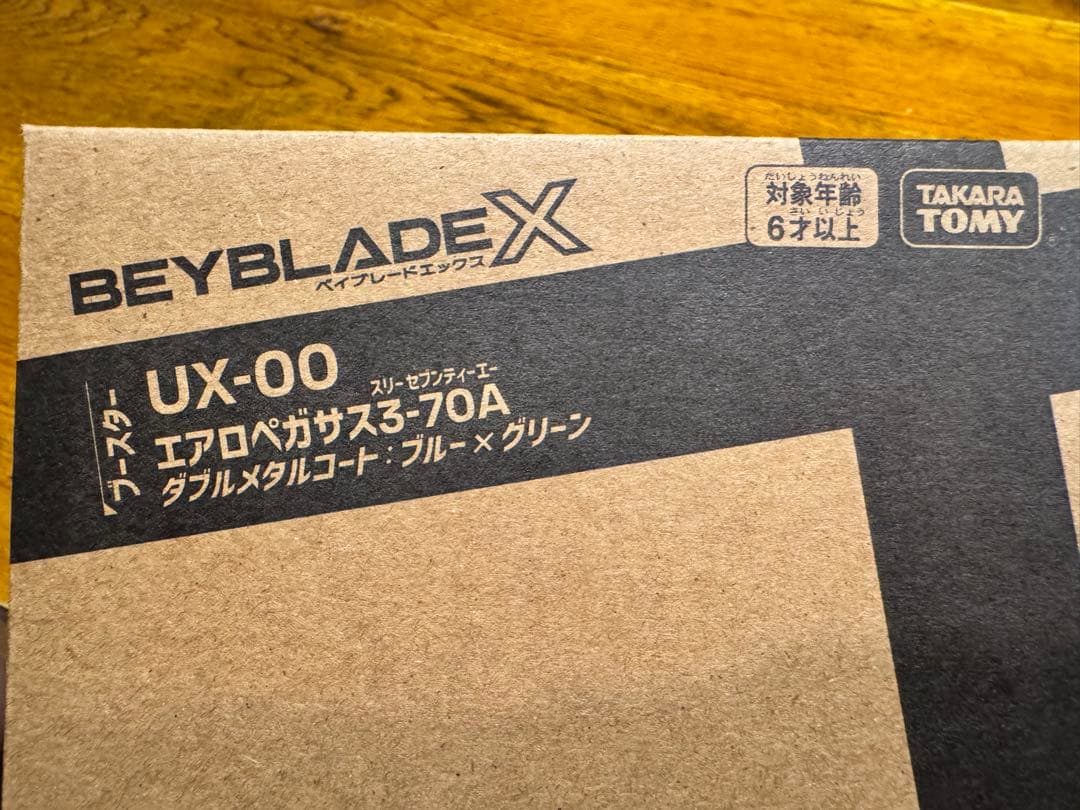 BEYBLADE X
ベイブレードエックス
たいしょうねんれい
対象年齢
さい いじょう
6才以上
TAKARA
TOMY
ブースター
UX-00
スリーセブンティーエー
エアロペガサス3-70A
ダブルメタルコート:ブルー×グリーン